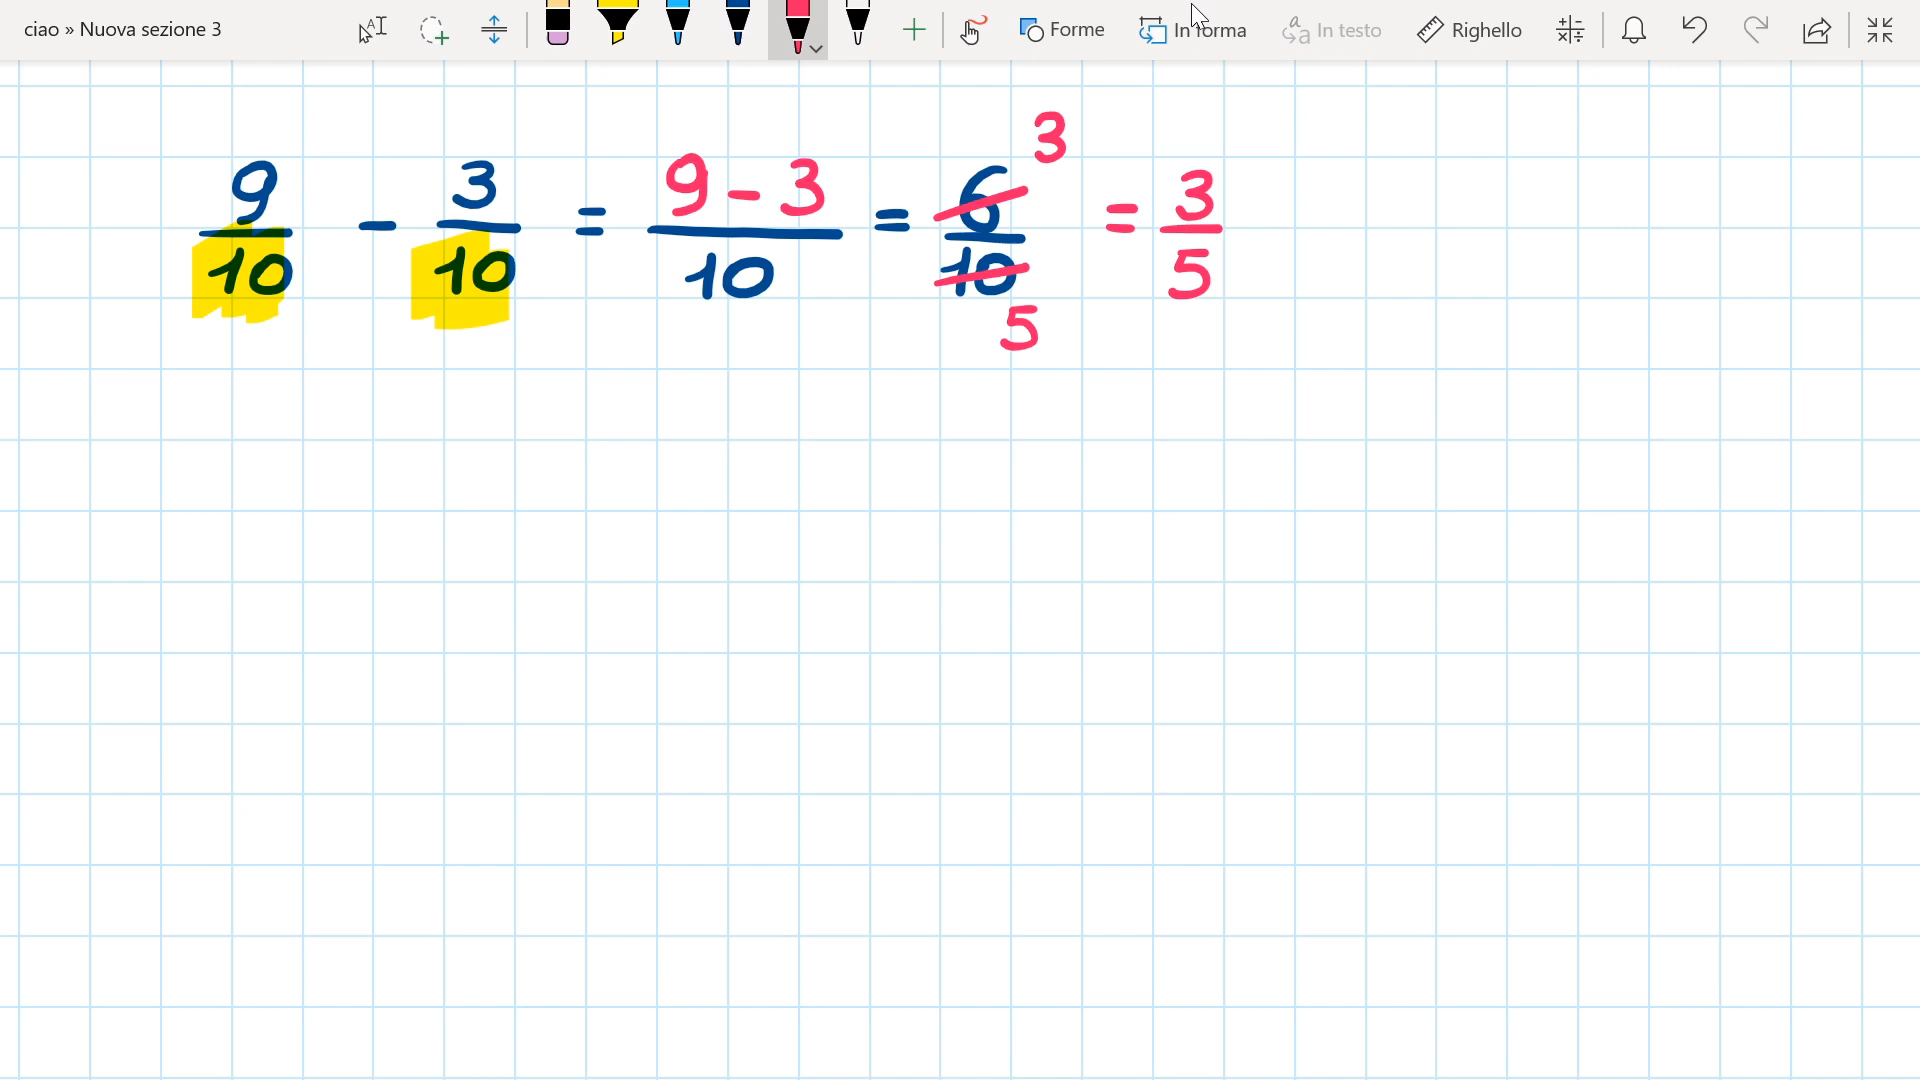 ciao » Nuova sezione 3 Forme In forma In testo Righello
9/10 - 3/10 = 9-3/10 = 6/10 = 3/5
3
5